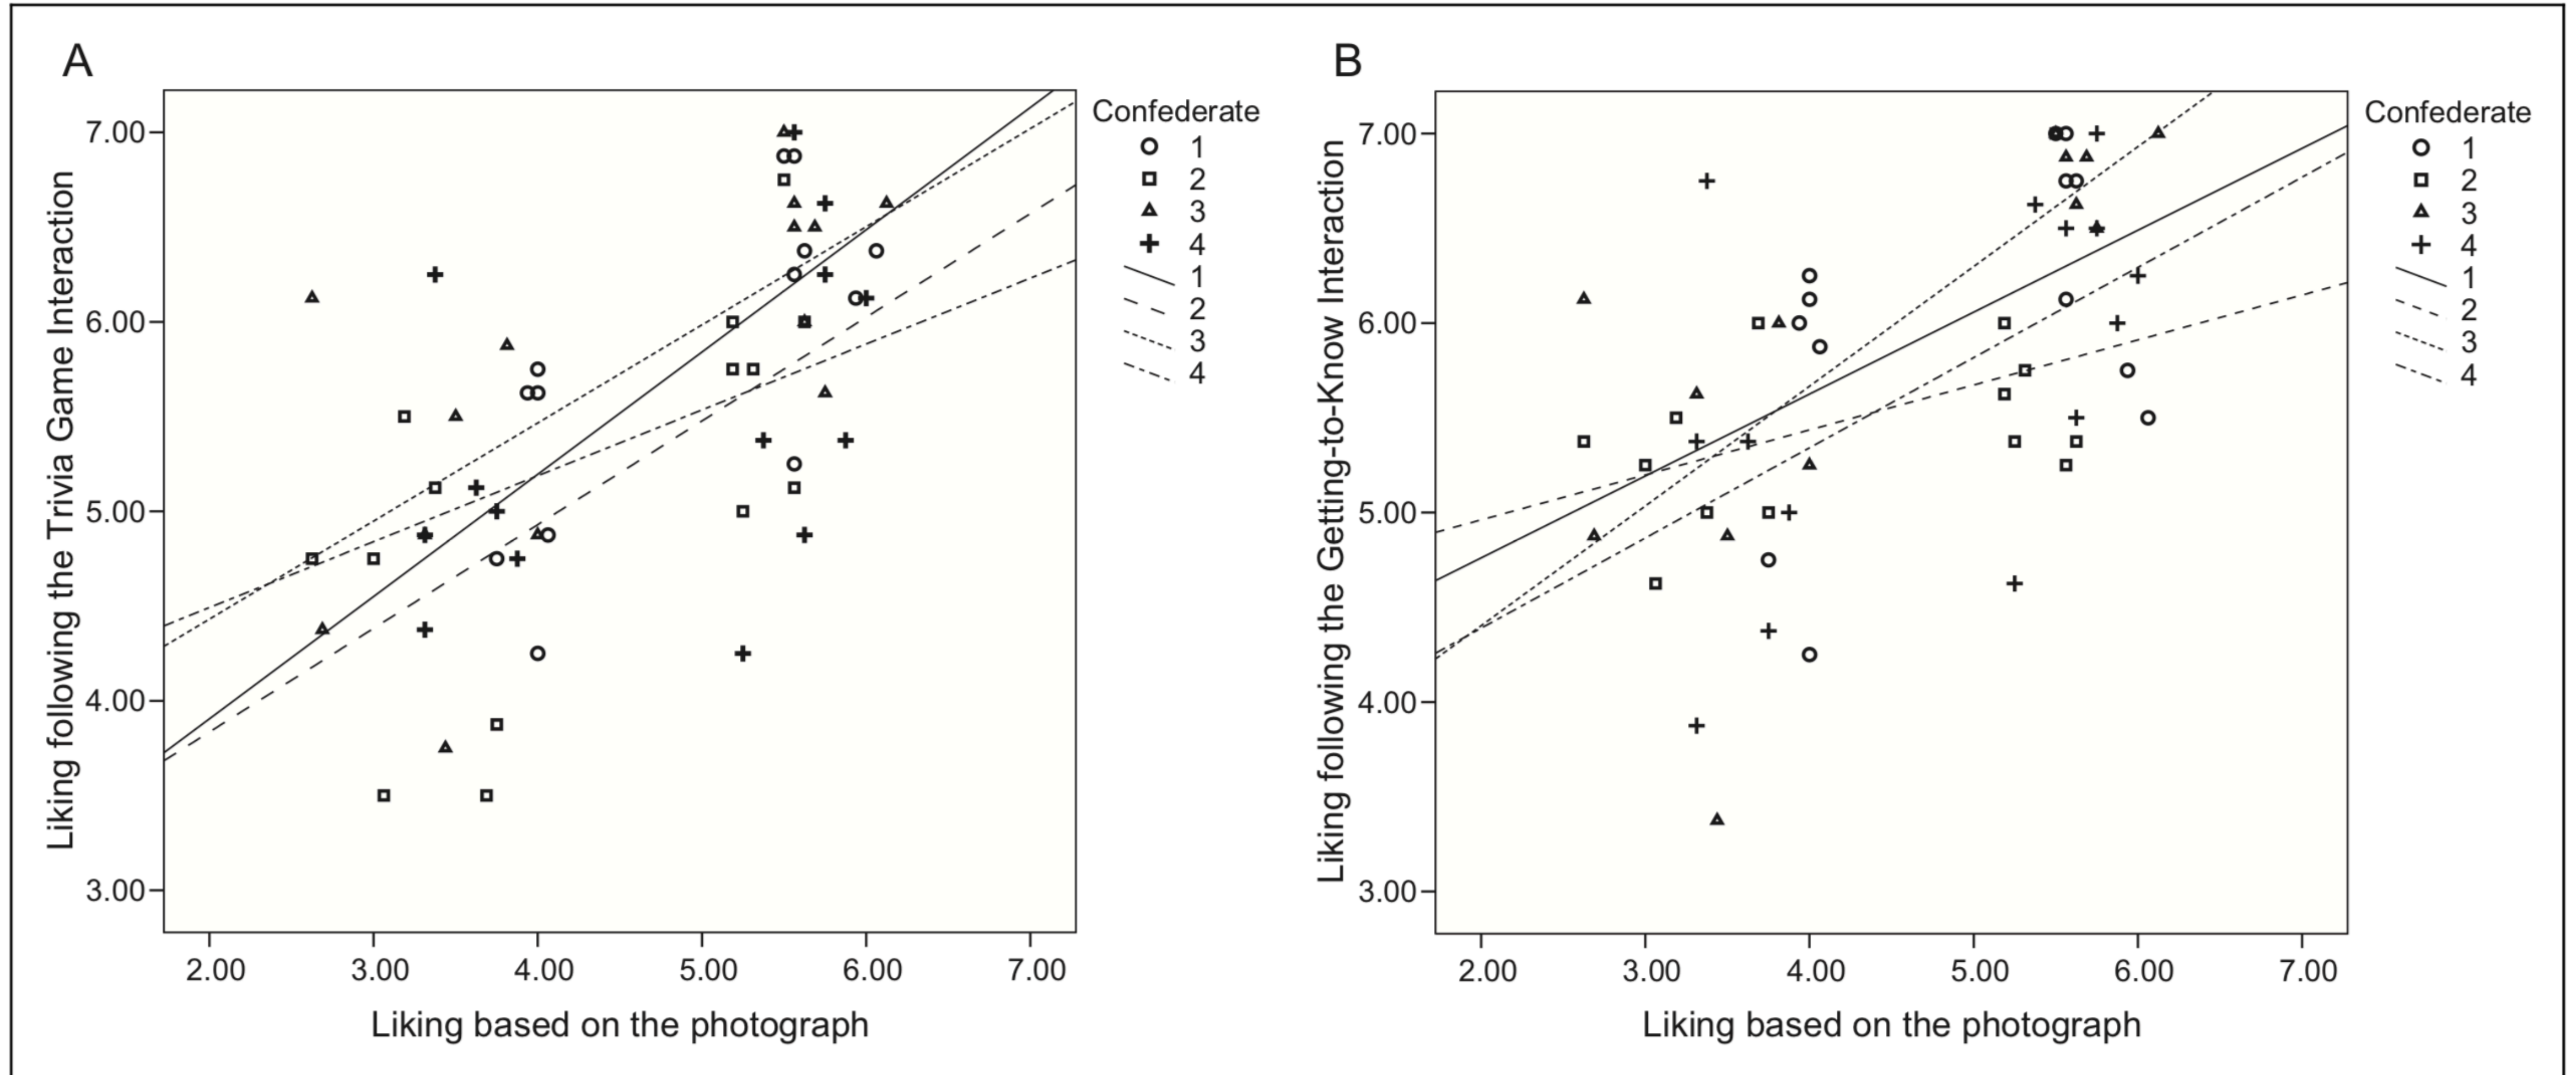 A
Liking following the Trivia Game Interaction
7.00
6.00
5.00
4.00
3.00
2.00 3.00 4.00 5.00 6.00 7.00
Liking based on the photograph
Confederate
1
2
3
4
1
2
3
4
B
Liking following the Getting-to-Know Interaction
7.00
6.00
5.00
4.00
3.00
2.00 3.00 4.00 5.00 6.00 7.00
Liking based on the photograph
Confederate
1
2
3
4
1
2
3
4